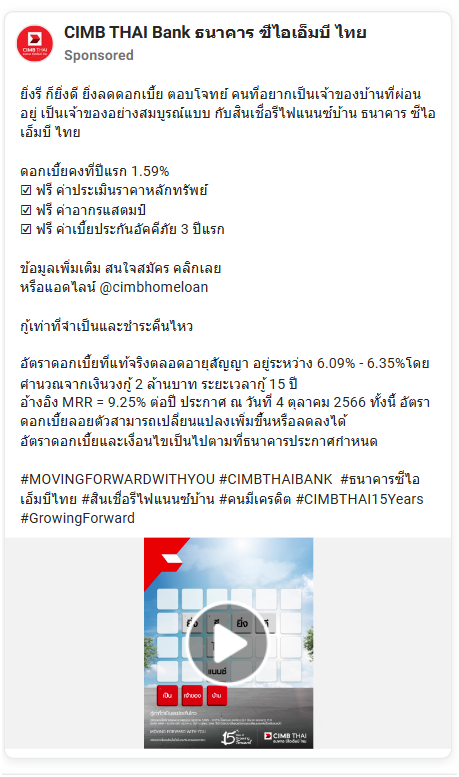 CIMB THAI Bank ธนาคาร ซีไอเอ็มบี ไทย
Sponsored
ยิ่งรี ก็ยิ่งดี ยิ่งลดดอกเบี้ย ตอบโจทย์ คนที่อยากเป็นเจ้าของบ้านที่ผ่อน
อยู่ เป็นเจ้าของอย่างสมบูรณ์แบบ กับสินเชื่อรีไฟแนนซ์บ้าน ธนาคาร ซีไอ
เอ็มบี ไทย
ดอกเบี้ยคงที่ปีแรก 1.59%
☑ ฟรี ค่าประเมินราคาหลักทรัพย์
☑ ฟรี ค่าอากรแสตมป์
☑ ฟรี ค่าเบี้ยประกันอัคคีภัย 3 ปีแรก
ข้อมูลเพิ่มเติม สนใจสมัคร คลิกเลย
หรือแอดไลน์ @cimbhomeloan
กู้เท่าที่จำเป็นและชำระคืนไหว
อัตราดอกเบี้ยที่แท้จริงตลอดอายุสัญญา อยู่ระหว่าง 6.09% - 6.35%โดย
คำนวณจากเงินวงกู้ 2 ล้านบาท ระยะเวลากู้ 15 ปี
อ้างอิง MRR = 9.25% ต่อปี ประกาศ ณ วันที่ 4 ตุลาคม 2566 ทั้งนี้ อัตรา
ดอกเบี้ยลอยตัวสามารถเปลี่ยนแปลงเพิ่มขึ้นหรือลดลงได้
อัตราดอกเบี้ยและเงื่อนไขเป็นไปตามที่ธนาคารประกาศกำหนด
#MOVINGFORWARDWITHYOU #CIMBTHAIBANK #ธนาคารซีไอ
เอ็มบีไทย #สินเชื่อรีไฟแนนซ์บ้าน #คนมีเครดิต #CIMBTHAI15Years
#GrowingForward
ยิ่ง รี ยิ่ง ดี
แนนซ์
เป็น เจ้าของ บ้าน
MOVING FORWARD WITH YOU
15
CIMB THAI